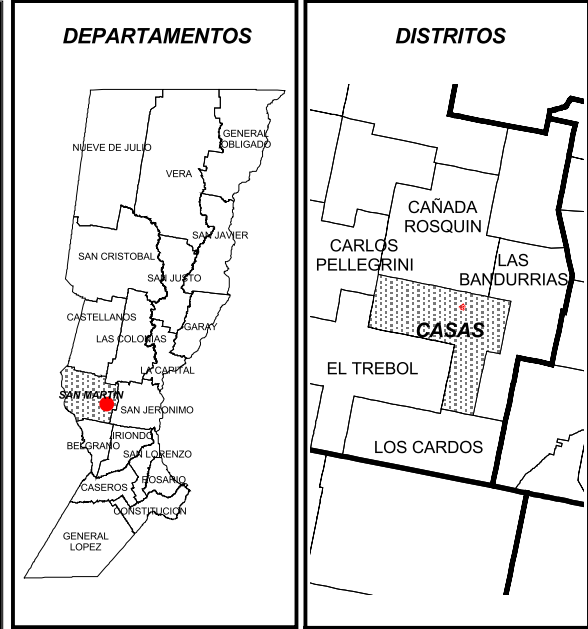 DEPARTAMENTOS
NUEVE DE JULIO
GENERAL
OBLIGADO
VERA
SAN JAVIER
SAN CRISTOBAL
SAN JUSTO
CASTELLANOS
GARAY
LAS COLONIAS
LA CAPITAL
SAN MARTIN
SAN JERONIMO
IRIONDO
BELGRANO
SAN LORENZO
CASEROS
ROSARIO
CONSTITUCION
GENERAL
LOPEZ
DISTRITOS
CAÑADA
ROSQUIN
CARLOS
PELLEGRINI
LAS
BANDURRIAS
CASAS
EL TREBOL
LOS CARDOS